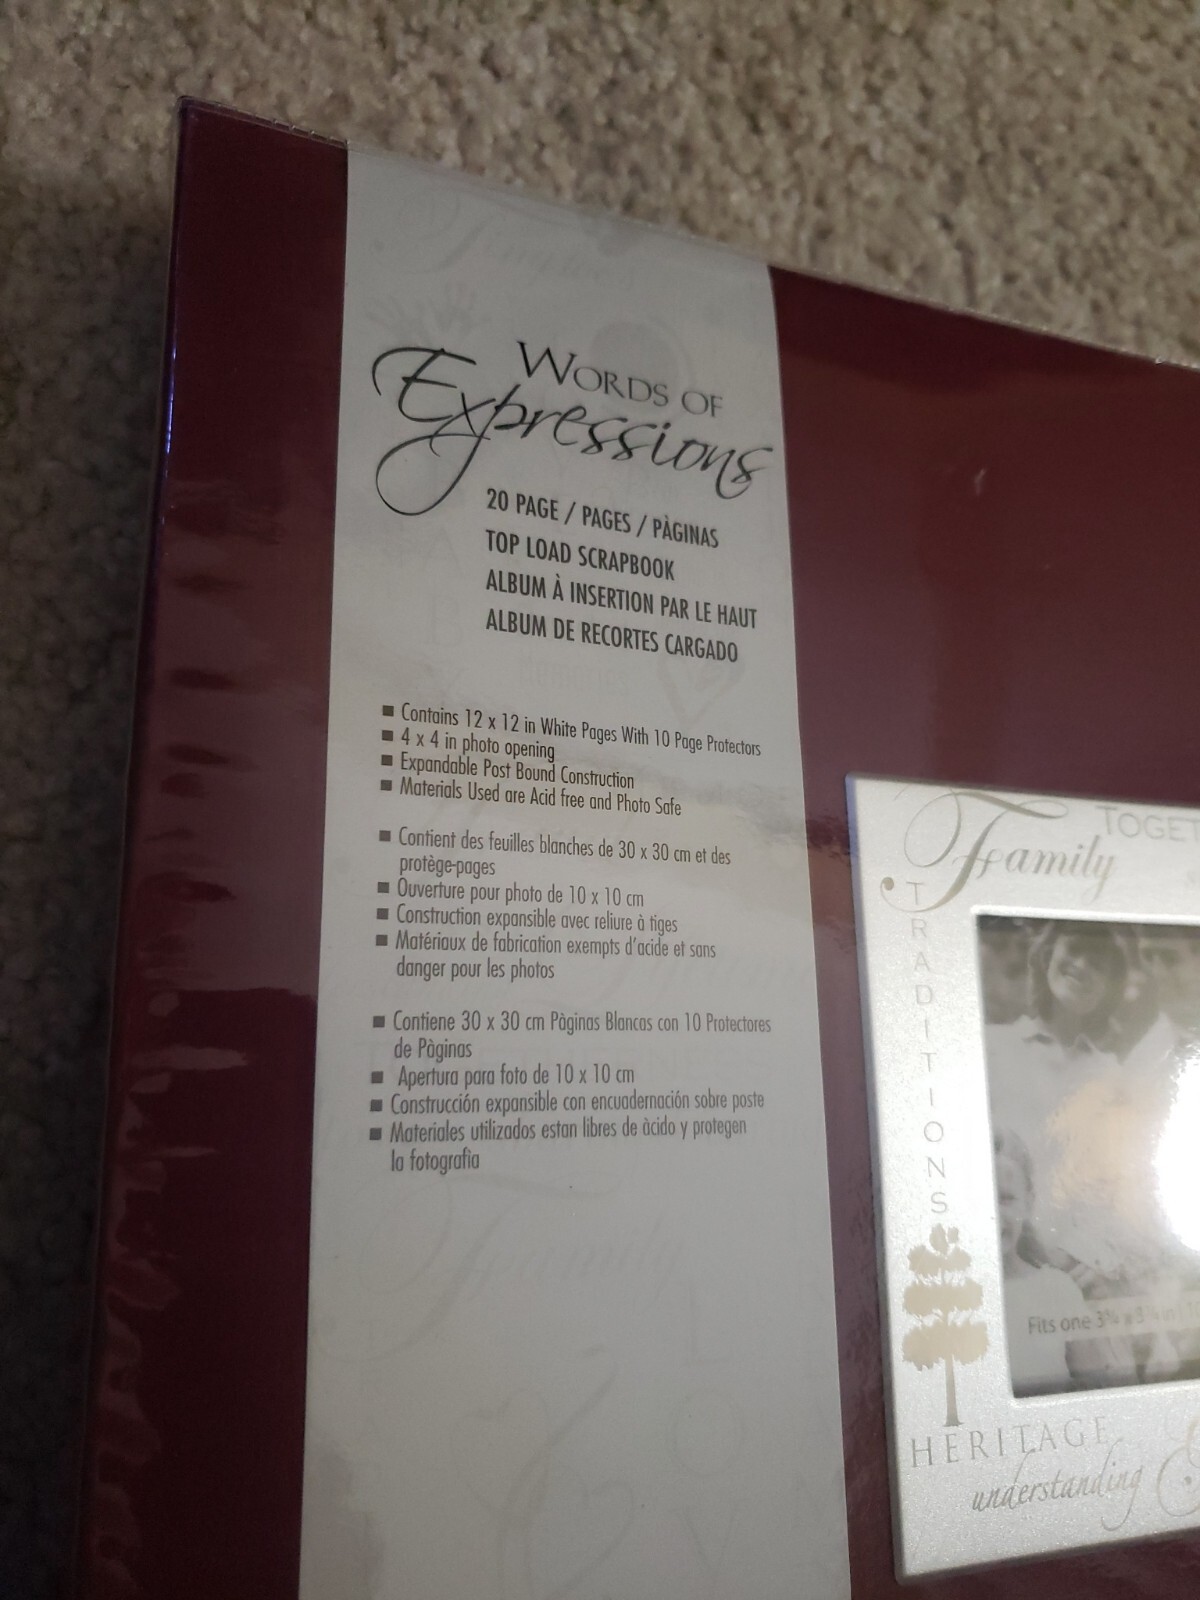 WORDS OF
Expressions
20 PAGE / PAGES / PÀGINAS
TOP LOAD SCRAPBOOK
ALBUM À INSERTION PAR LE HAUT
ALBUM DE RECORTES CARGADO
■ Contains 12 x 12 in White Pages With 10 Page Protectors
■ 4 x 4 in photo opening
■ Expandable Post Bound Construction
■ Materials Used are Acid free and Photo Safe
■ Contient des feuilles blanches de 30 x 30 cm et des
protège-pages
■ Ouverture pour photo de 10 x 10 cm
■ Construction expansible avec reliure à tiges
■ Matériaux de fabrication exempts d'acide et sans
danger pour les photos
■ Contiene 30 x 30 cm Pàginas Blancas con 10 Protectores
de Pàginas
■ Apertura para foto de 10 x 10 cm
■ Construcción expansible con encuadernación sobre poste
■ Materiales utilizados estan libres de àcido y protegen
la fotografia
Family
TRADITIONS
Fits one
HERITAGE
understanding
Family